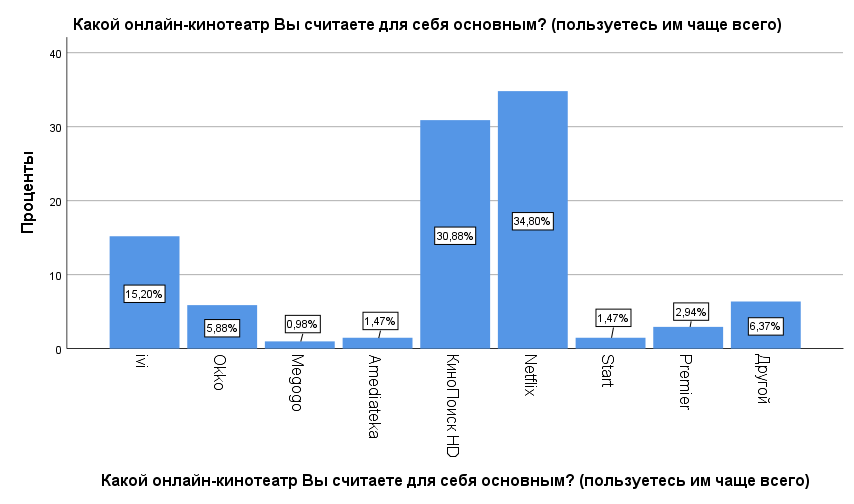 Какой онлайн-кинотеатр Вы считаете для себя основным? (пользуетесь им чаще всего)
Проценты
40
30
20
10
0
15,20%
5,88%
0,98%
1,47%
30,88%
34,80%
1,47%
2,94%
6,37%
ivi
Okko
Megogo
Amediateka
КиноПоиск HD
Netflix
Start
Premier
Другой
Какой онлайн-кинотеатр Вы считаете для себя основным? (пользуетесь им чаще всего)